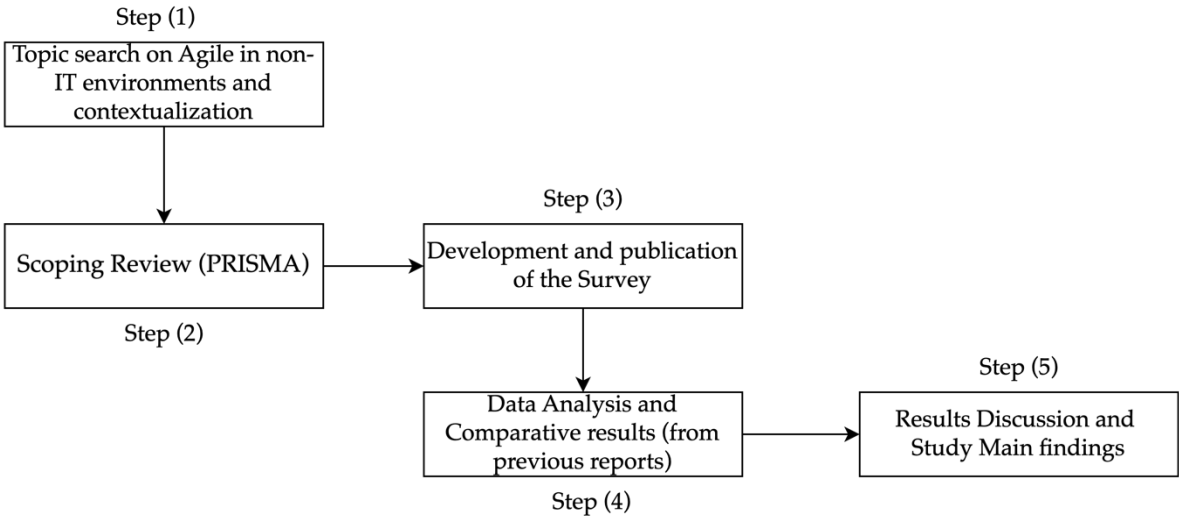 Step (1)
Topic search on Agile in non-
IT environments and
contextualization
Scoping Review (PRISMA)
Step (2)
Step (3)
Development and publication
of the Survey
Data Analysis and
Comparative results (from
previous reports)
Step (4)
Step (5)
Results Discussion and
Study Main findings